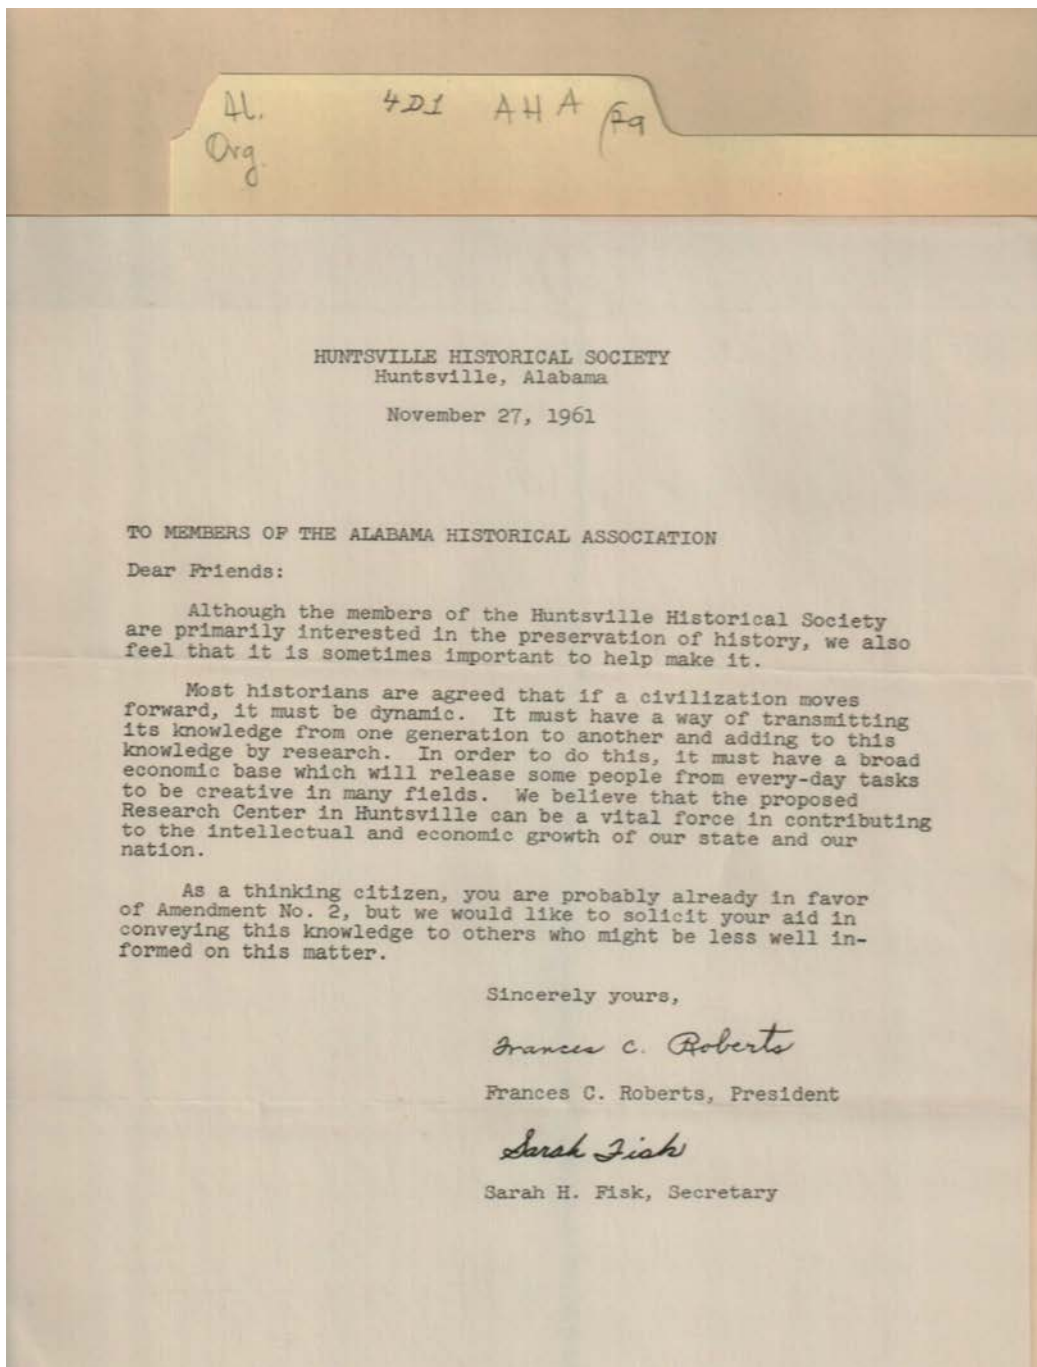 Al. 4D1 AHA
Org.
HUNTSVILLE HISTORICAL SOCIETY
Huntsville, Alabama
November 27, 1961
TO MEMBERS OF THE ALABAMA HISTORICAL ASSOCIATION
Dear Friends:
Although the members of the Huntsville Historical Society
are primarily interested in the preservation of history, we also
feel that it is sometimes important to help make it.
Most historians are agreed that if a civilization moves
forward, it must be dynamic. It must have a way of transmitting
its knowledge from one generation to another and adding to this
knowledge by research. In order to do this, it must have a broad
economic base which will release some people from every-day tasks
to be creative in many fields. We believe that the proposed
Research Center in Huntsville can be a vital force in contributing
to the intellectual and economic growth of our state and our
nation.
As a thinking citizen, you are probably already in favor
of Amendment No. 2, but we would like to solicit your aid in
conveying this knowledge to others who might be less well in-
formed on this matter.
Sincerely yours,
Frances C. Roberts
Frances C. Roberts, President
Sarah Fisk
Sarah H. Fisk, Secretary